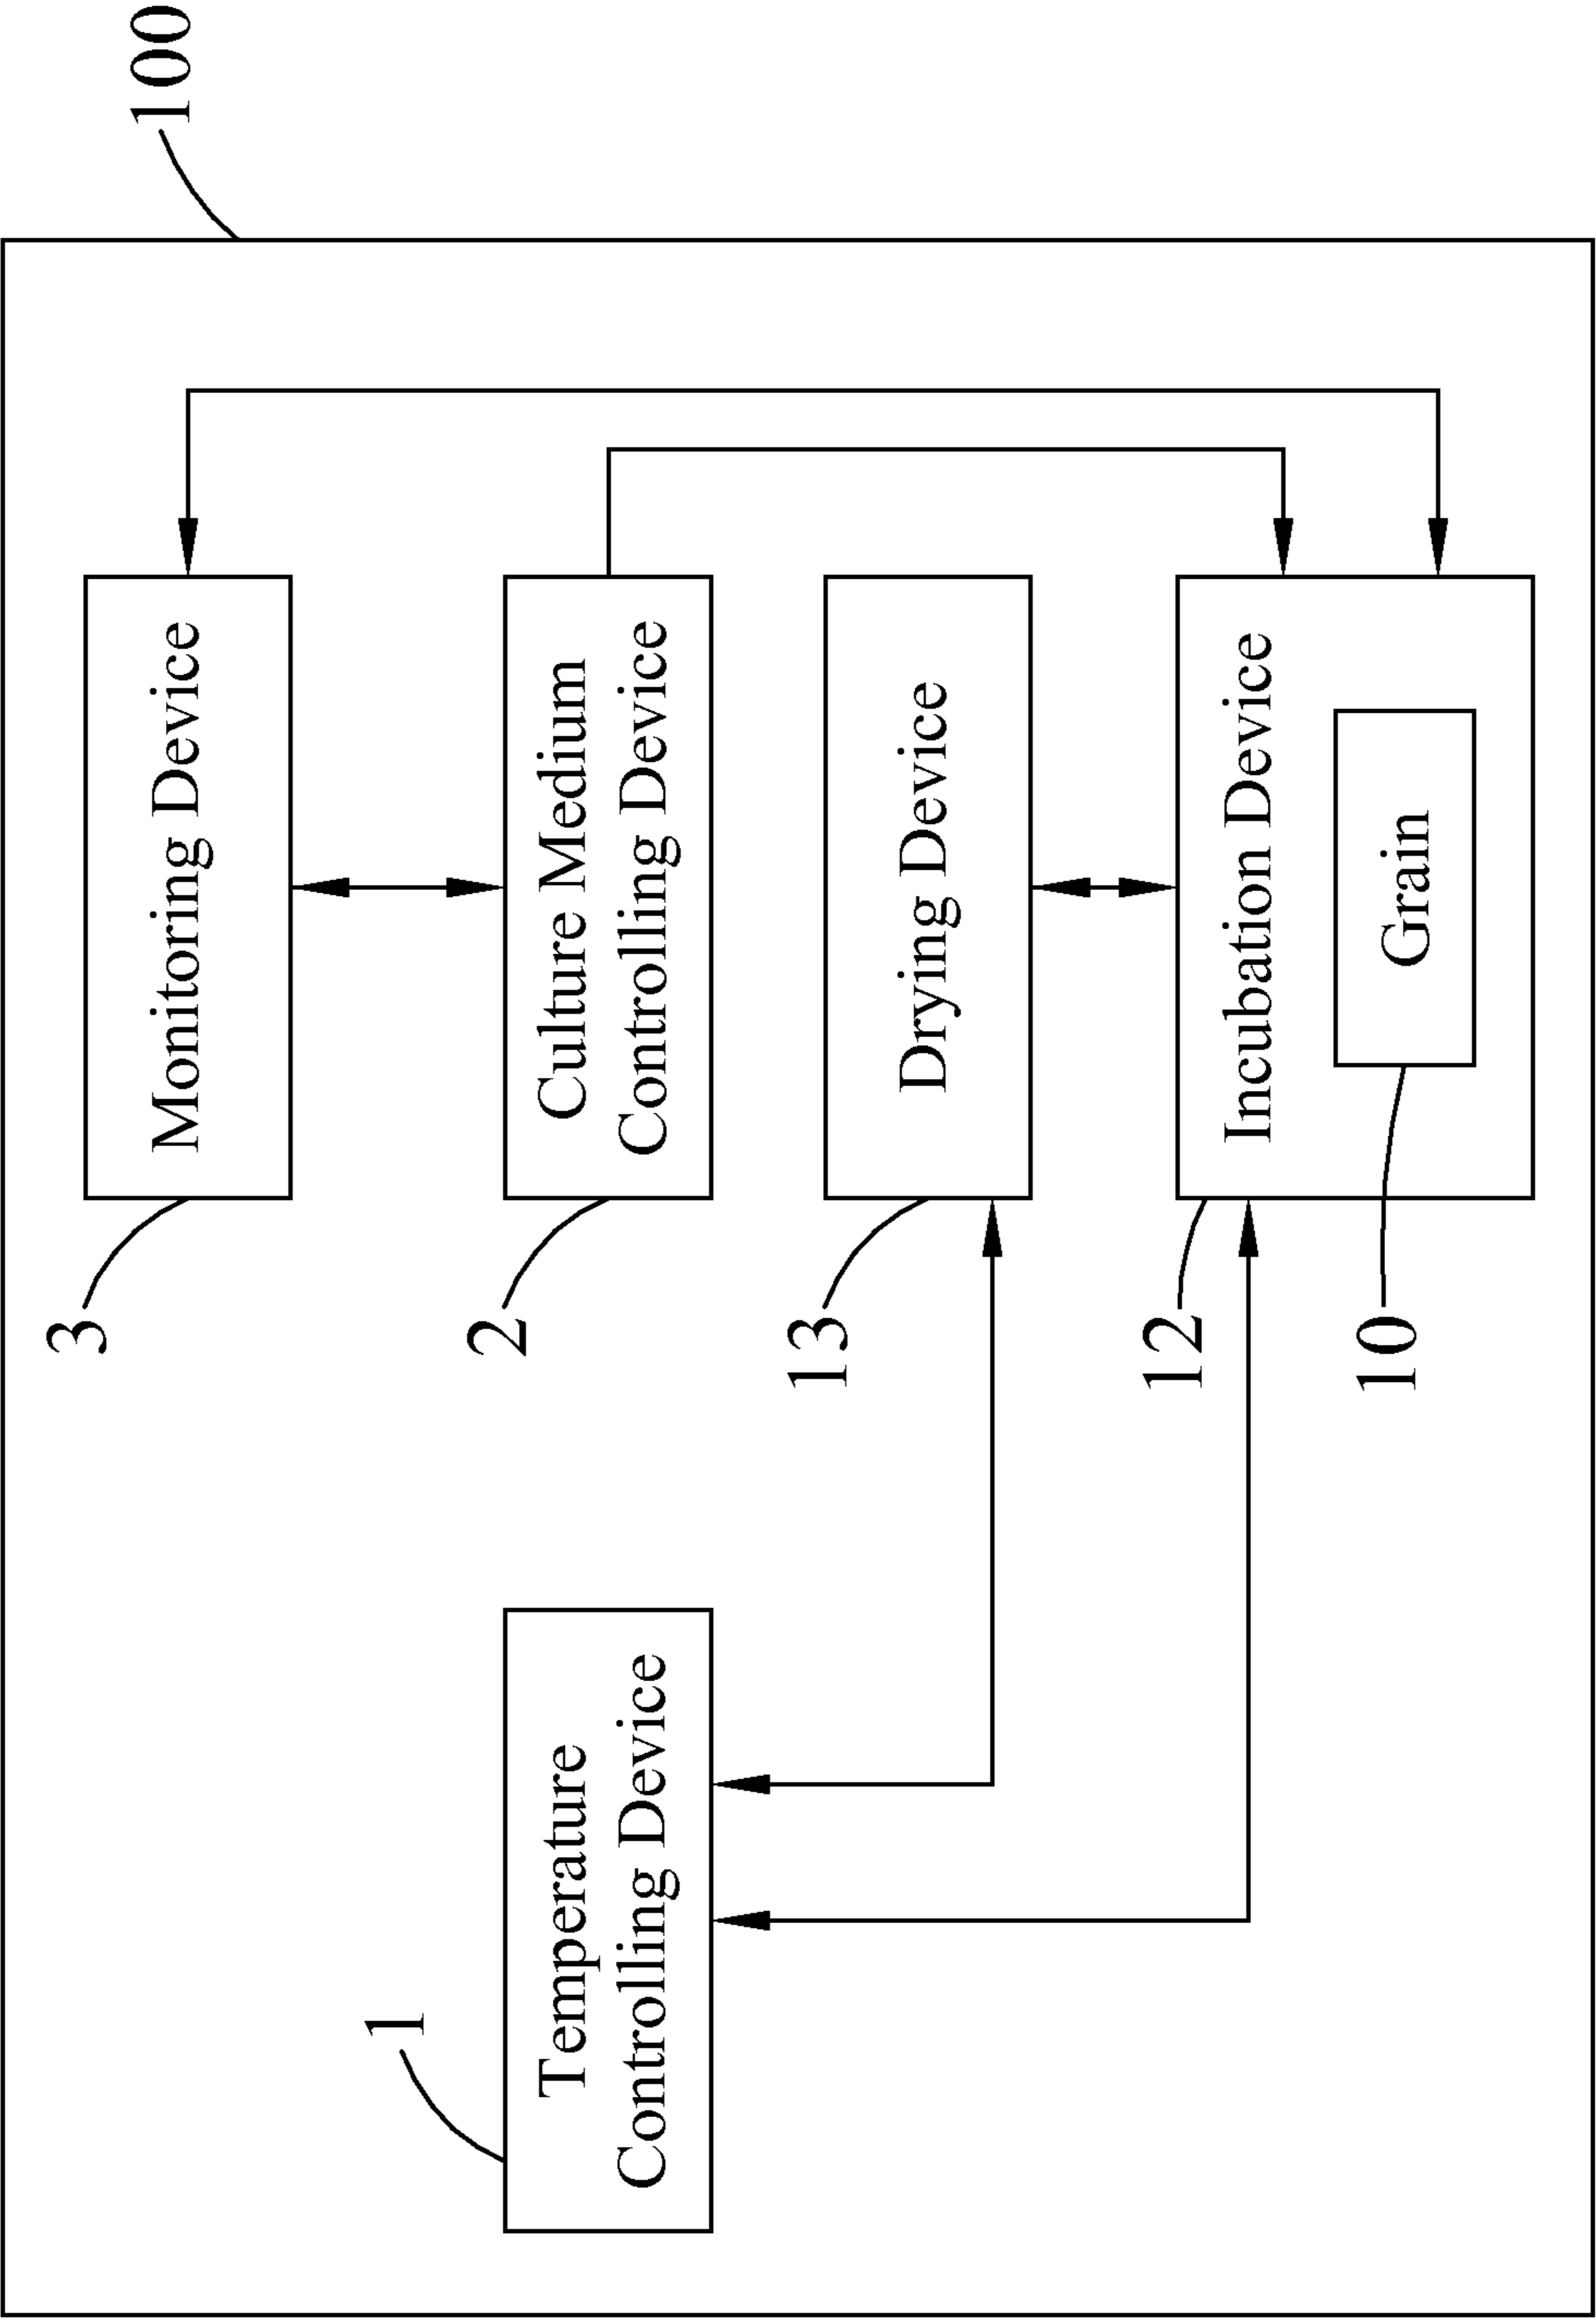 100
3
Monitoring Device
1
Temperature
Controlling Device
2
Culture Medium
Controlling Device
13
Drying Device
12
Incubation Device
10
Grain